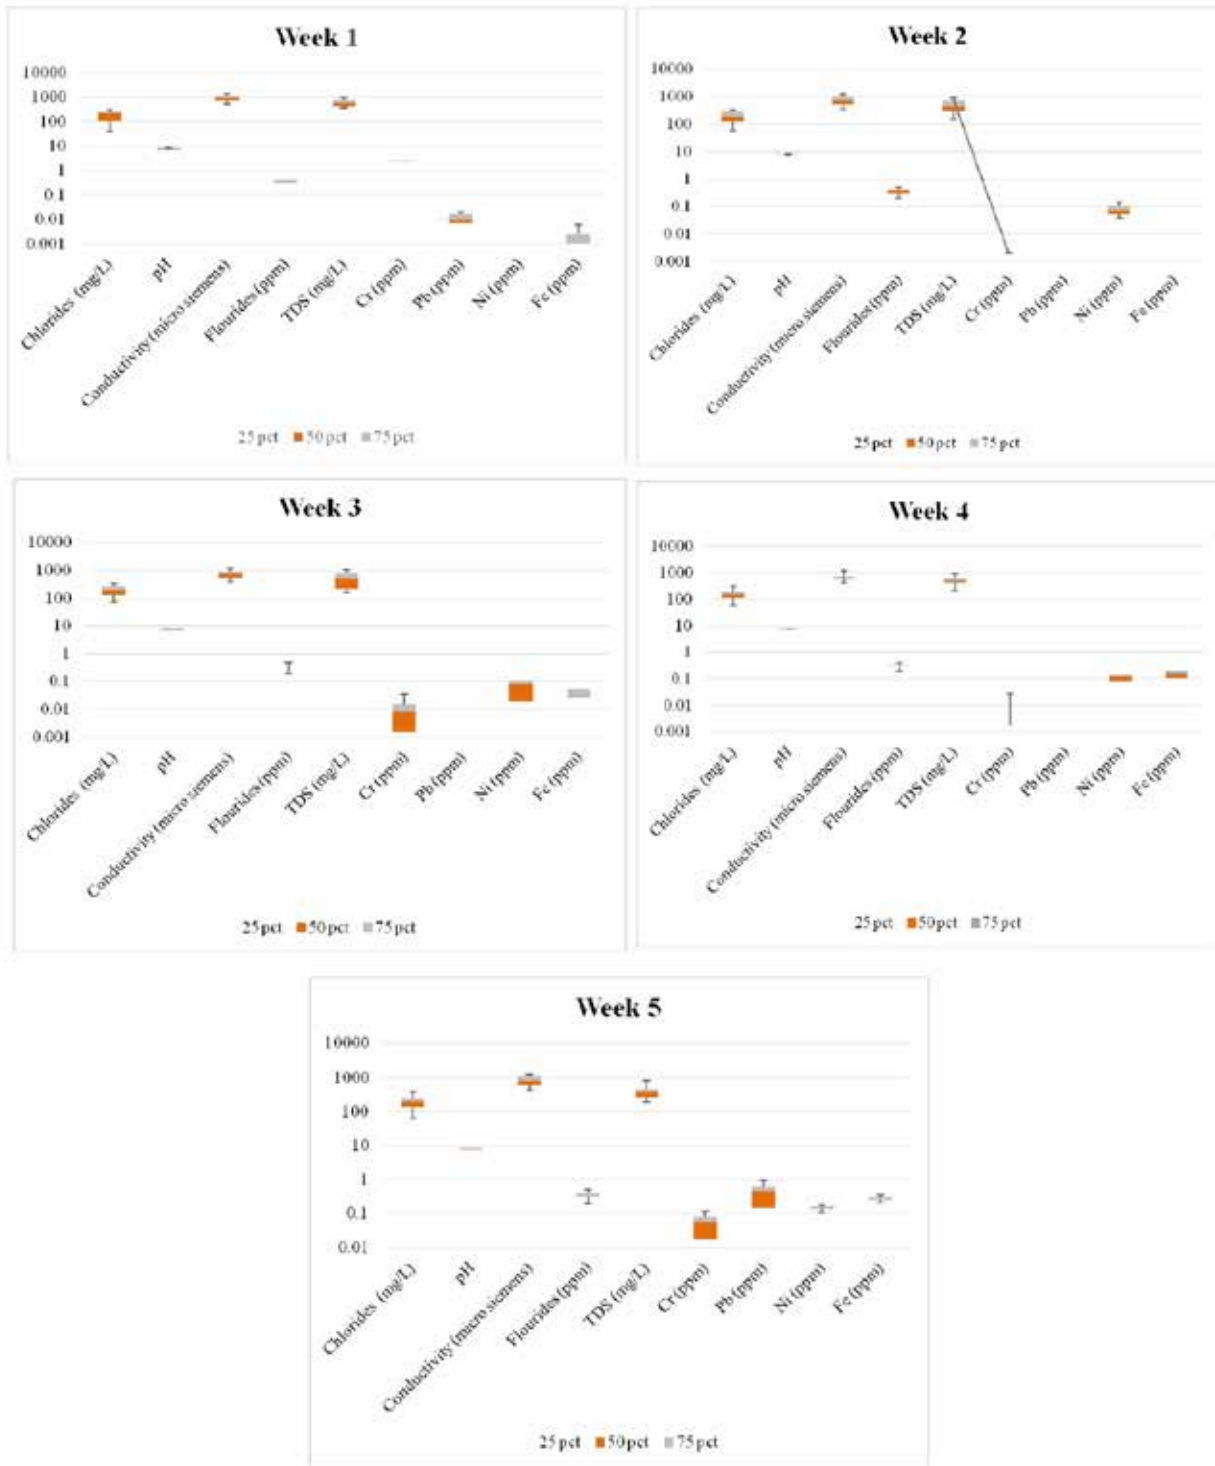 Week 1
10000
1000
100
10
1
0.1
0.01
0.001
Chlorides (mg/L)
pH
Conductivity (micro siemens)
Flourides (ppm)
TDS (mg/L)
Cr (ppm)
Pb (ppm)
Ni (ppm)
Fe (ppm)
25 pct 50 pct 75 pct
Week 2
10000
1000
100
10
1
0.1
0.01
0.001
Chlorides (mg/L)
pH
Conductivity (micro siemens)
Flourides (ppm)
TDS (mg/L)
Cr (ppm)
Pb (ppm)
Ni (ppm)
Fe (ppm)
25 pct 50 pct 75 pct
Week 3
10000
1000
100
10
1
0.1
0.01
0.001
Chlorides (mg/L)
pH
Conductivity (micro siemens)
Flourides (ppm)
TDS (mg/L)
Cr (ppm)
Pb (ppm)
Ni (ppm)
Fe (ppm)
25 pct 50 pct 75 pct
Week 4
10000
1000
100
10
1
0.1
0.01
0.001
Chlorides (mg/L)
pH
Conductivity (micro siemens)
Flourides (ppm)
TDS (mg/L)
Cr (ppm)
Pb (ppm)
Ni (ppm)
Fe (ppm)
25 pct 50 pct 75 pct
Week 5
10000
1000
100
10
1
0.1
0.01
Chlorides (mg/L)
pH
Conductivity (micro siemens)
Flourides (ppm)
TDS (mg/L)
Cr (ppm)
Pb (ppm)
Ni (ppm)
Fe (ppm)
25 pct 50 pct 75 pct